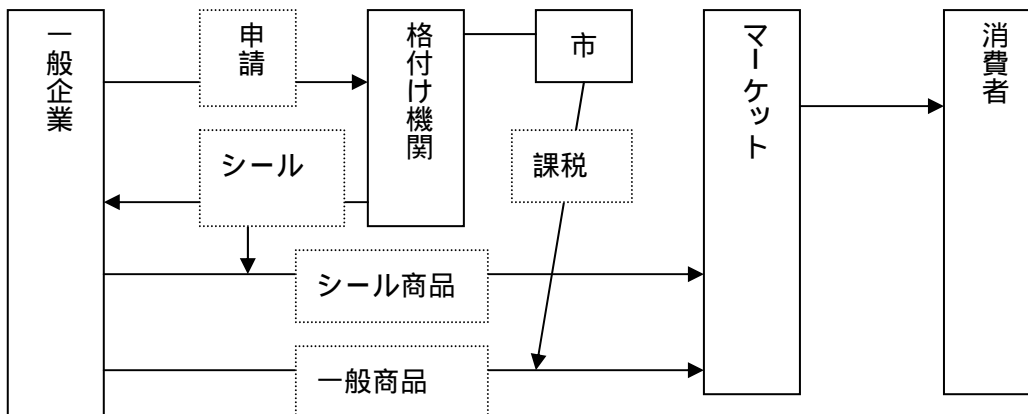 一般企業
申請
格付け機関
市
マーケット
消費者
シール
課税
シール商品
一般商品